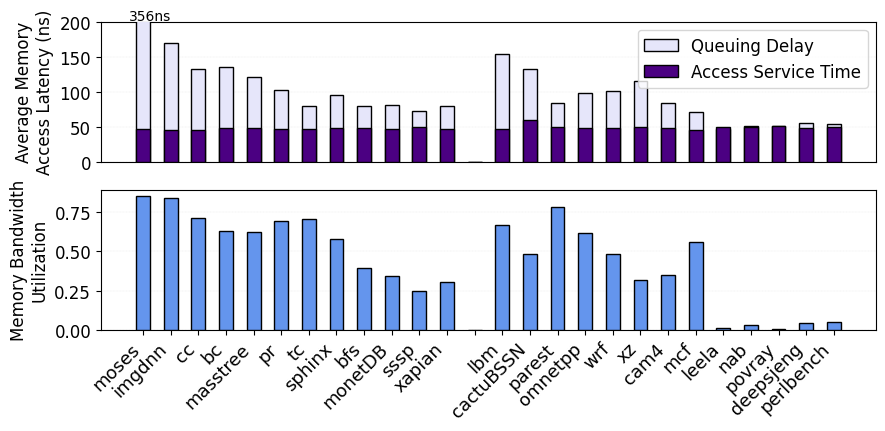 356ns
Average Memory
Access Latency (ns)
200
150
100
50
0
Queuing Delay
Access Service Time
Memory Bandwidth
Utilization
0.75
0.50
0.25
0.00
moses
imgdnn
cc
bc
masstree
pr
tc
sphinx
bfs
monetDB
sssp
xapian
lbm
cactuBSSN
parest
omnetpp
wrf
xz
cam4
mcf
leela
nab
povray
deepsjeng
perlbench